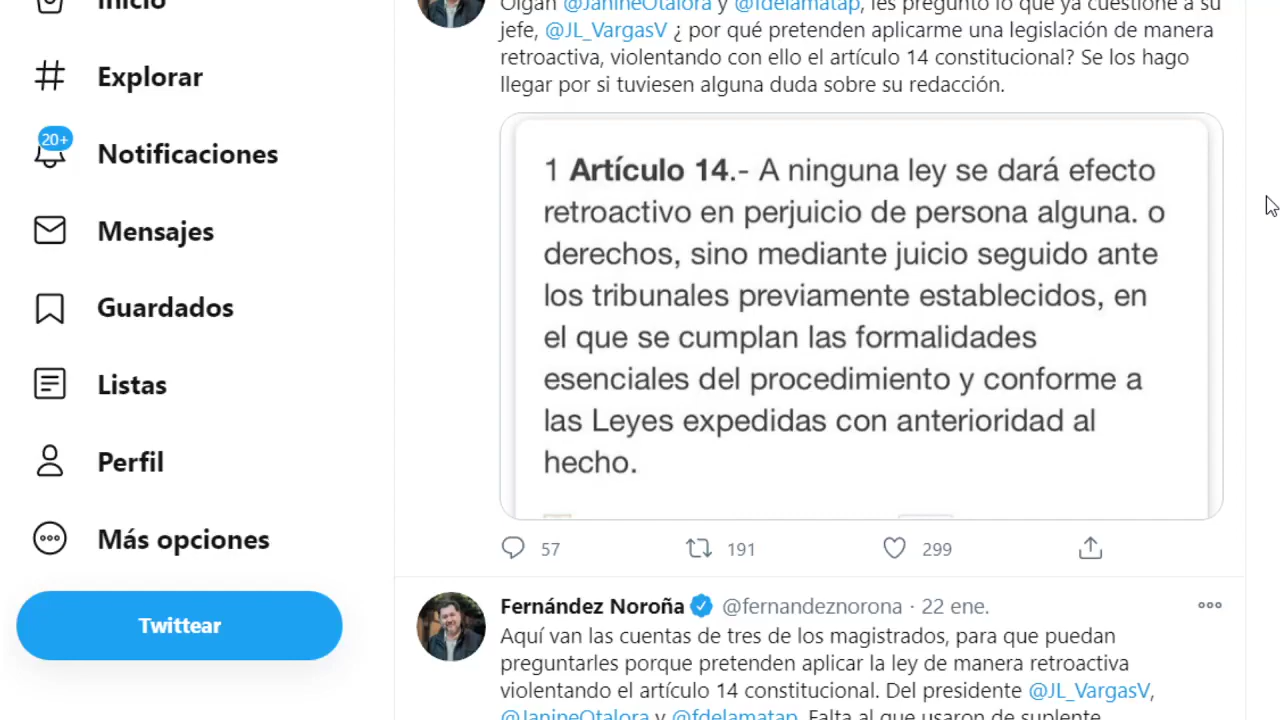 Inicio
Explorar
20+
Notificaciones
Mensajes
Guardados
Listas
Perfil
Más opciones
Twittear
Oigan @JanineOtalora y @fdelamatap, les pregunto lo que ya cuestioné a su
jefe, @JL_VargasV ¿ por qué pretenden aplicarme una legislación de manera
retroactiva, violentando con ello el artículo 14 constitucional? Se los hago
llegar por si tuviesen alguna duda sobre su redacción.
1 Artículo 14.- A ninguna ley se dará efecto
retroactivo en perjuicio de persona alguna. o
derechos, sino mediante juicio seguido ante
los tribunales previamente establecidos, en
el que se cumplan las formalidades
esenciales del procedimiento y conforme a
las Leyes expedidas con anterioridad al
hecho.
57 191 299
Fernández Noroña @fernandeznorona · 22 ene.
Aquí van las cuentas de tres de los magistrados, para que puedan
preguntarles porque pretenden aplicar la ley de manera retroactiva
violentando el artículo 14 constitucional. Del presidente @JL_VargasV,
@JanineOtalora y @fdelamatap. Falta al que usaron de suplente